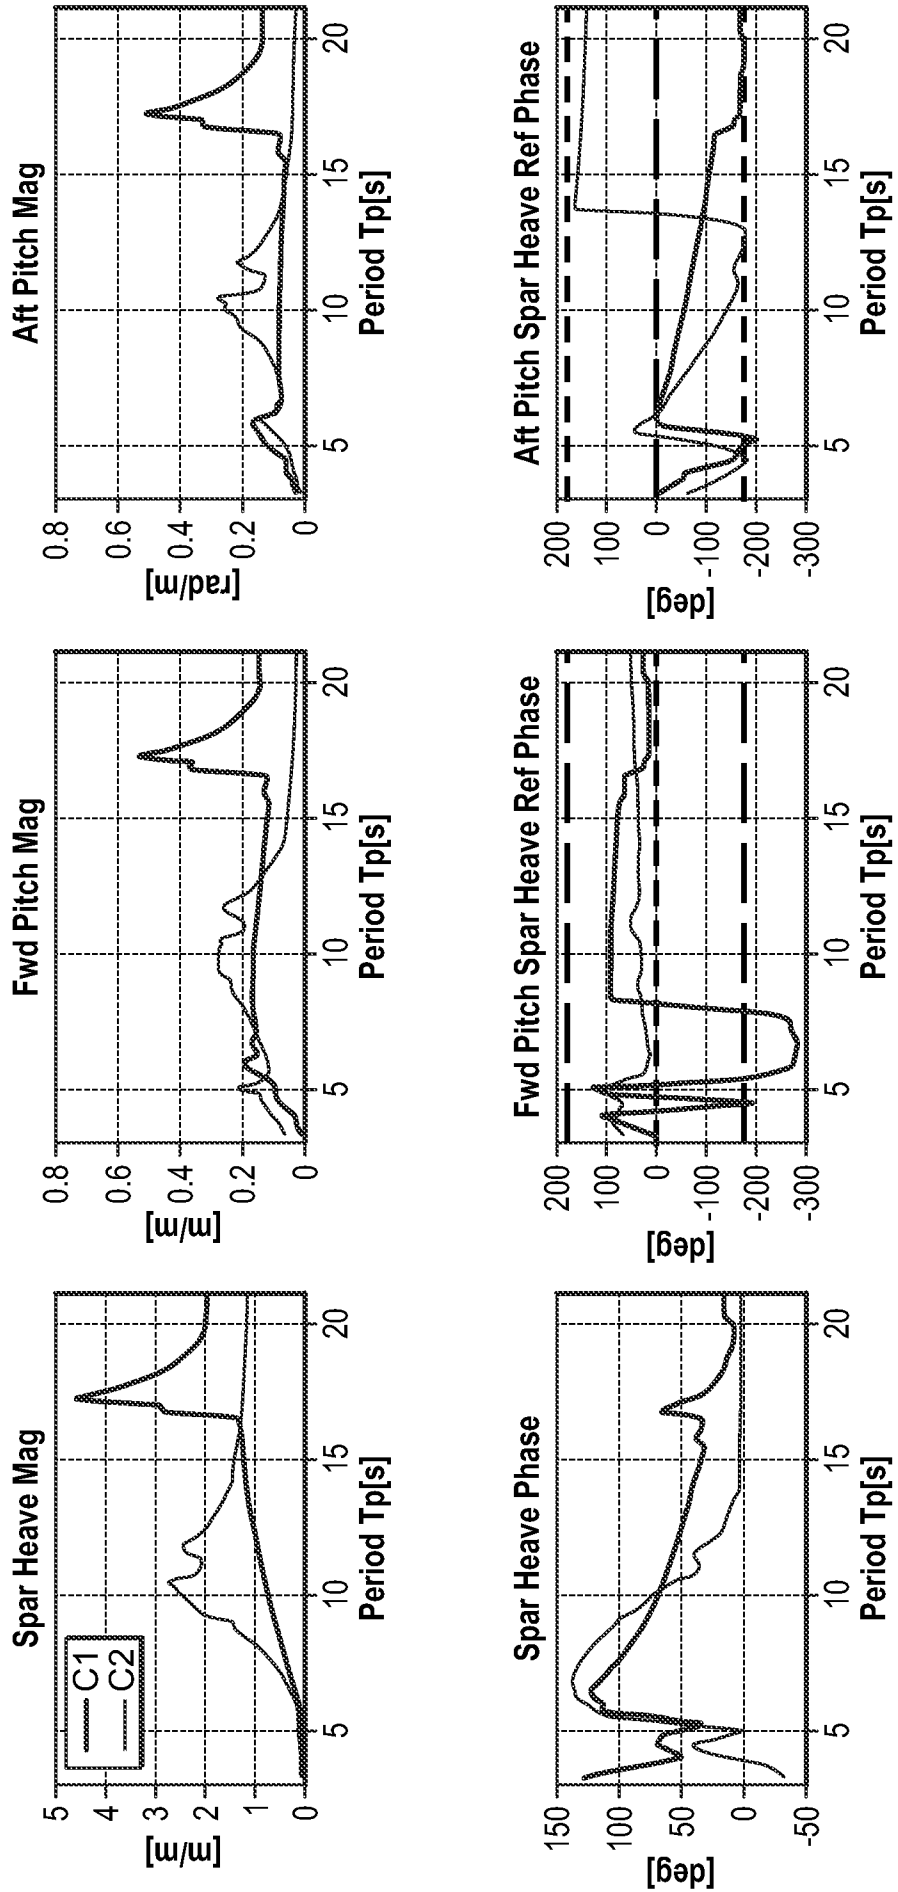 Spar Heave Mag
C1
C2
[m/m]
5
4
3
2
1
0
5
10
15
20
Period Tp[s]
Fwd Pitch Mag
[m/m]
0.8
0.6
0.4
0.2
0
5
10
15
20
Period Tp[s]
Aft Pitch Mag
[rad/m]
0.8
0.6
0.4
0.2
0
5
10
15
20
Period Tp[s]
Spar Heave Phase
[deg]
150
100
50
0
-50
5
10
15
20
Period Tp[s]
Fwd Pitch Spar Heave Ref Phase
[deg]
200
100
0
-100
-200
-300
5
10
15
20
Period Tp[s]
Aft Pitch Spar Heave Ref Phase
[deg]
200
100
0
-100
-200
-300
5
10
15
20
Period Tp[s]